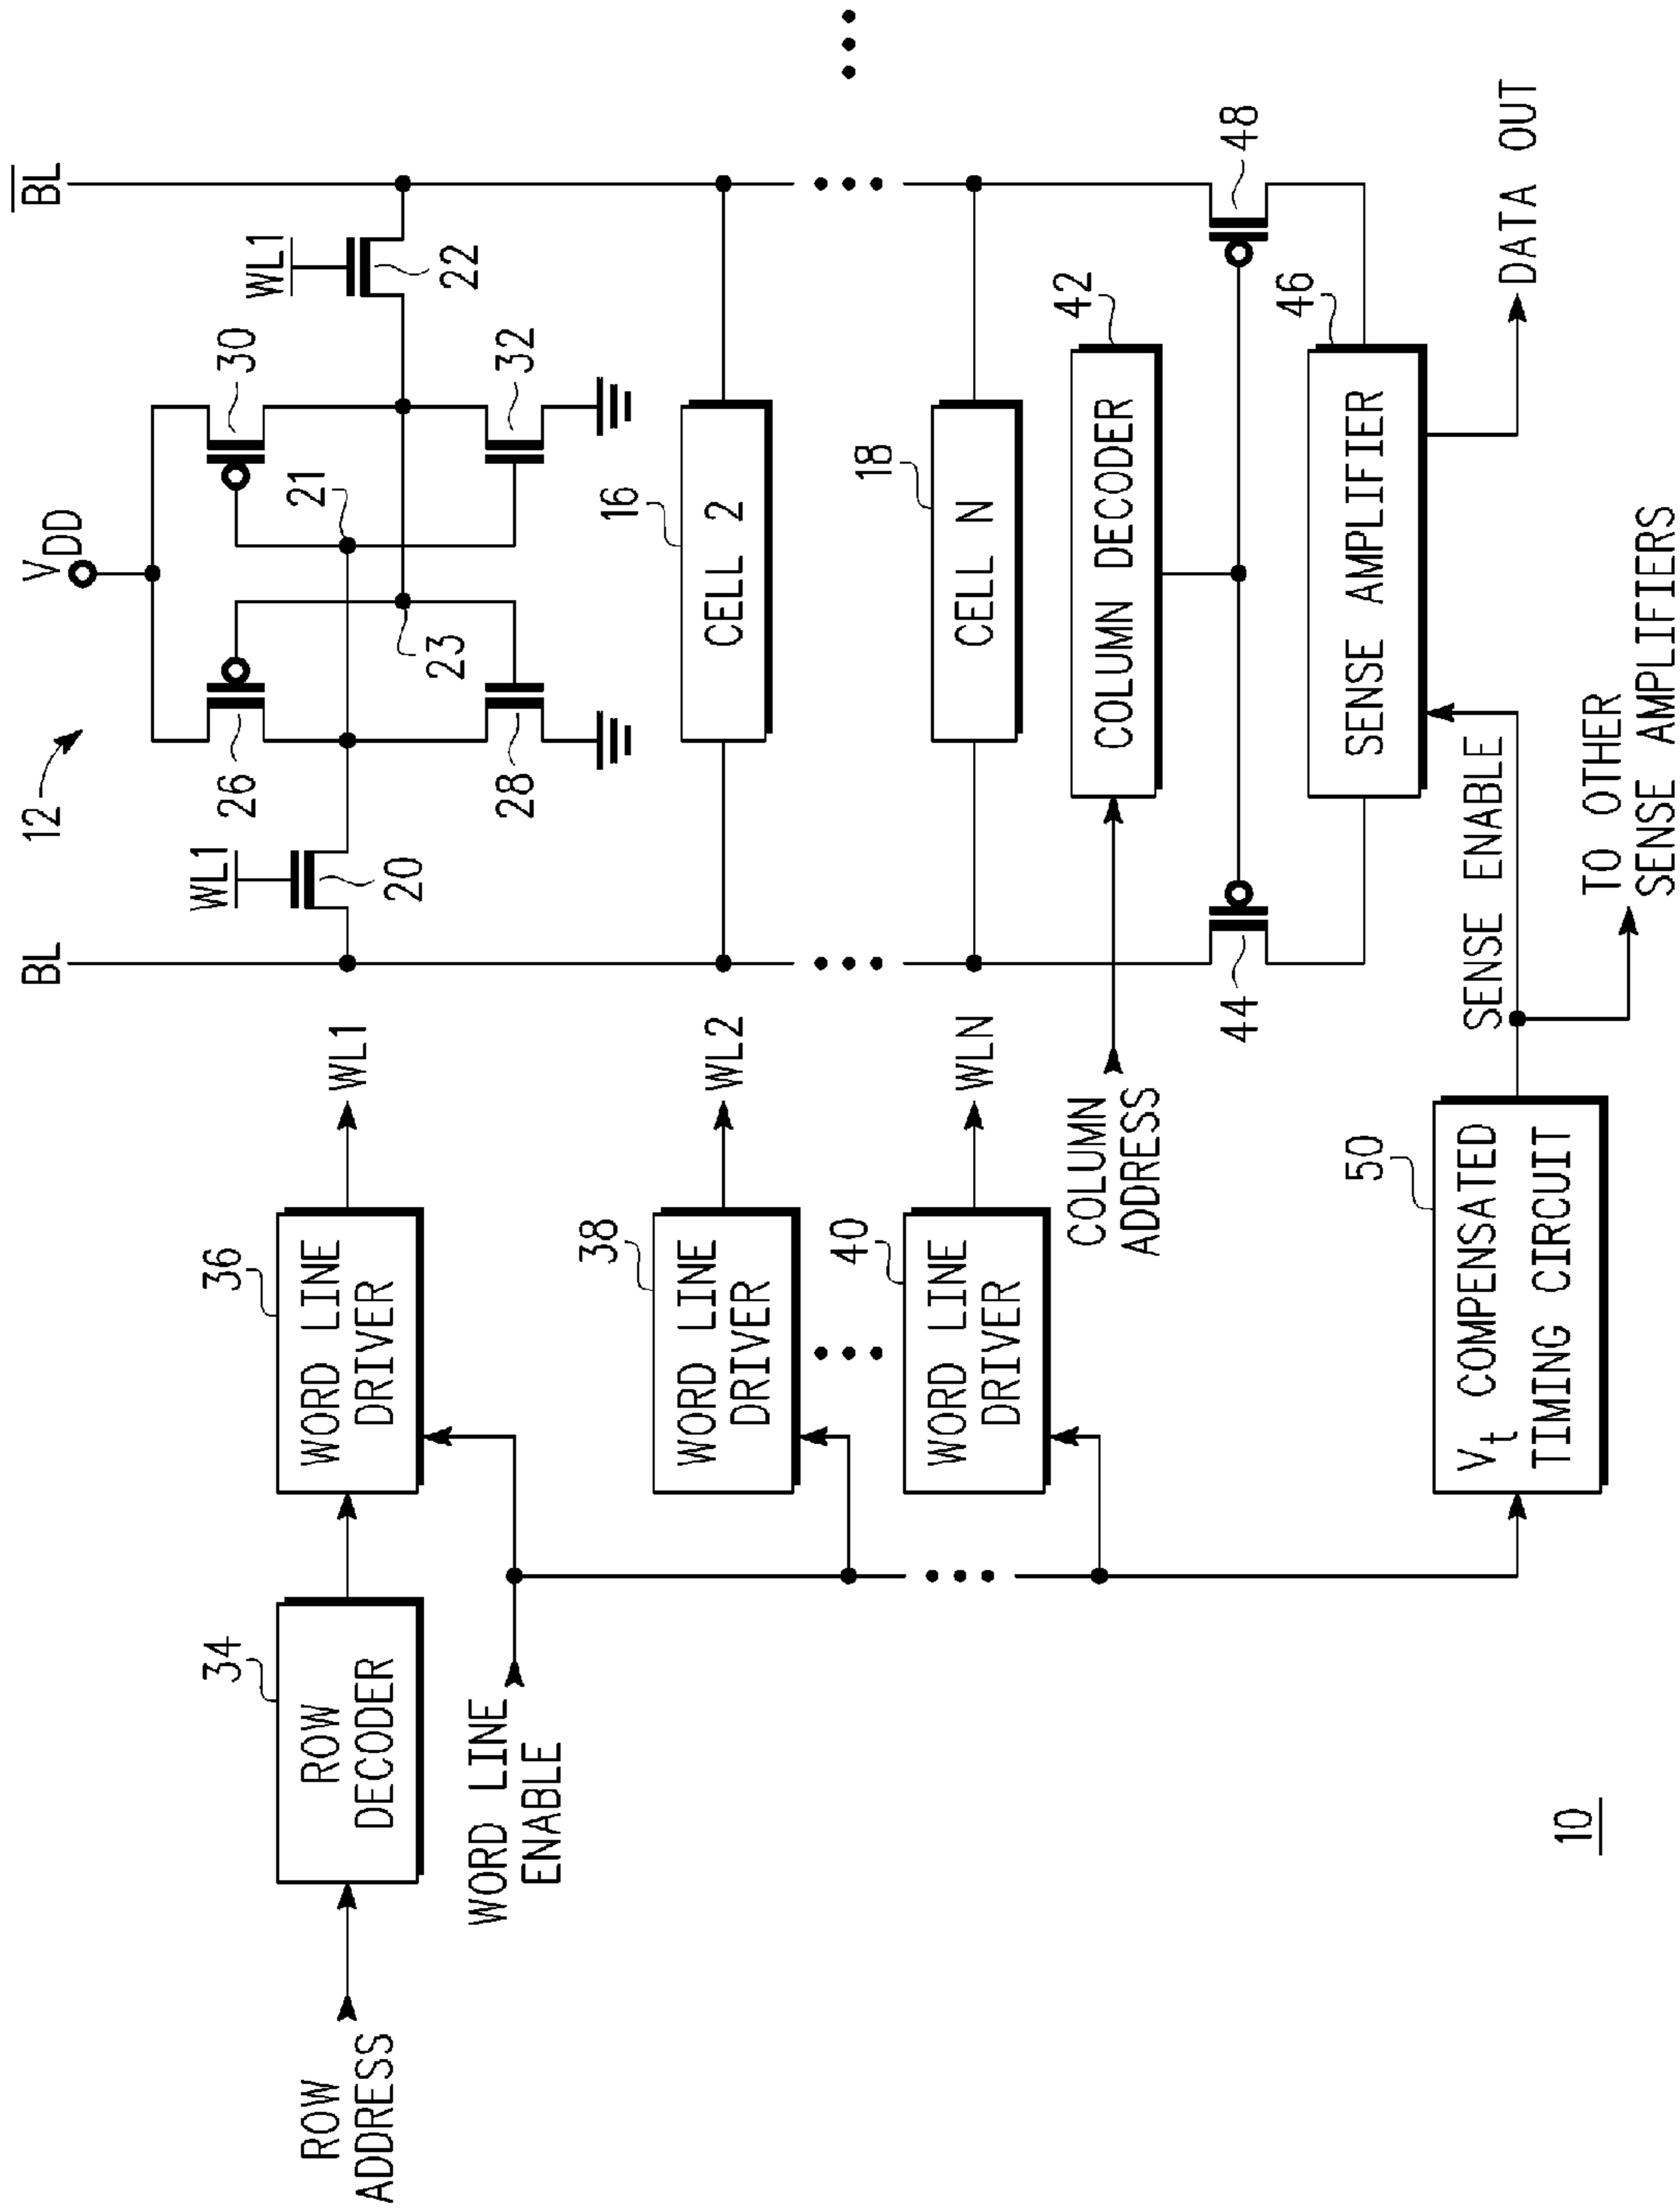 12
V DD
BL
B̅L̅
WL1
WL1
26
30
21
20
22
23
28
32
ROW
ADDRESS
34
ROW
DECODER
36
WORD LINE
DRIVER
WL1
WORD LINE
ENABLE
38
WORD LINE
DRIVER
WL2
16
CELL 2
40
WORD LINE
DRIVER
WLN
18
CELL N
COLUMN
ADDRESS
42
COLUMN DECODER
44
48
46
SENSE AMPLIFIER
50
Vt COMPENSATED
TIMING CIRCUIT
SENSE ENABLE
DATA OUT
TO OTHER
SENSE AMPLIFIERS
10